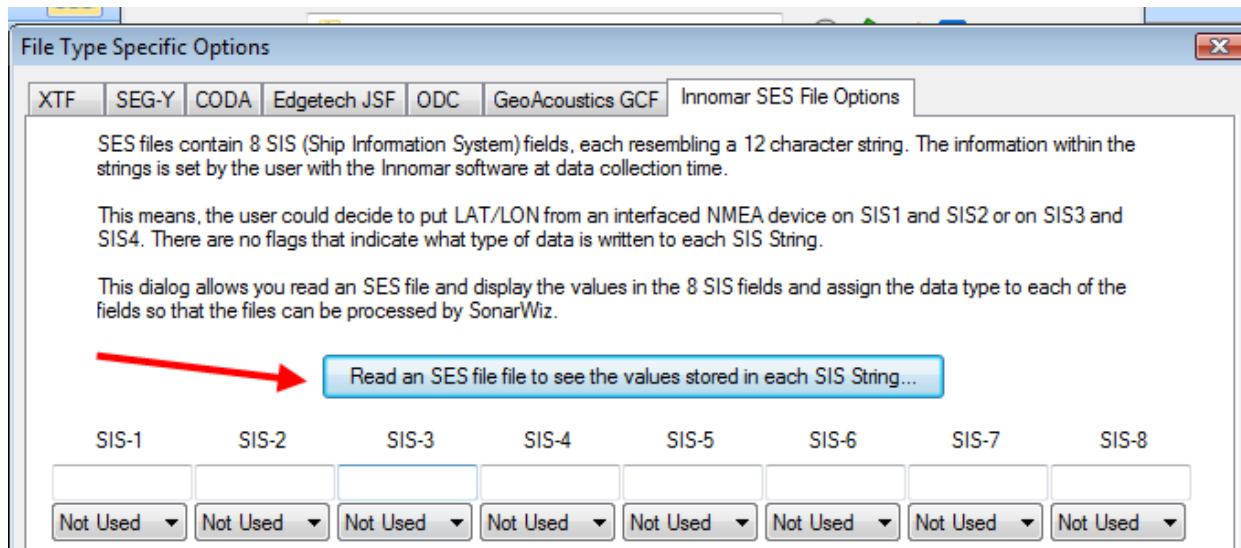 File Type Specific Options
XTF SEG-Y CODA Edgetech JSF ODC GeoAcoustics GCF Innomar SES File Options
SES files contain 8 SIS (Ship Information System) fields, each resembling a 12 character string. The information within the
strings is set by the user with the Innomar software at data collection time.
This means, the user could decide to put LAT/LON from an interfaced NMEA device on SIS1 and SIS2 or on SIS3 and
SIS4. There are no flags that indicate what type of data is written to each SIS String.
This dialog allows you read an SES file and display the values in the 8 SIS fields and assign the data type to each of the
fields so that the files can be processed by SonarWiz.
Read an SES file file to see the values stored in each SIS String...
SIS-1 SIS-2 SIS-3 SIS-4 SIS-5 SIS-6 SIS-7 SIS-8
Not Used Not Used Not Used Not Used Not Used Not Used Not Used Not Used